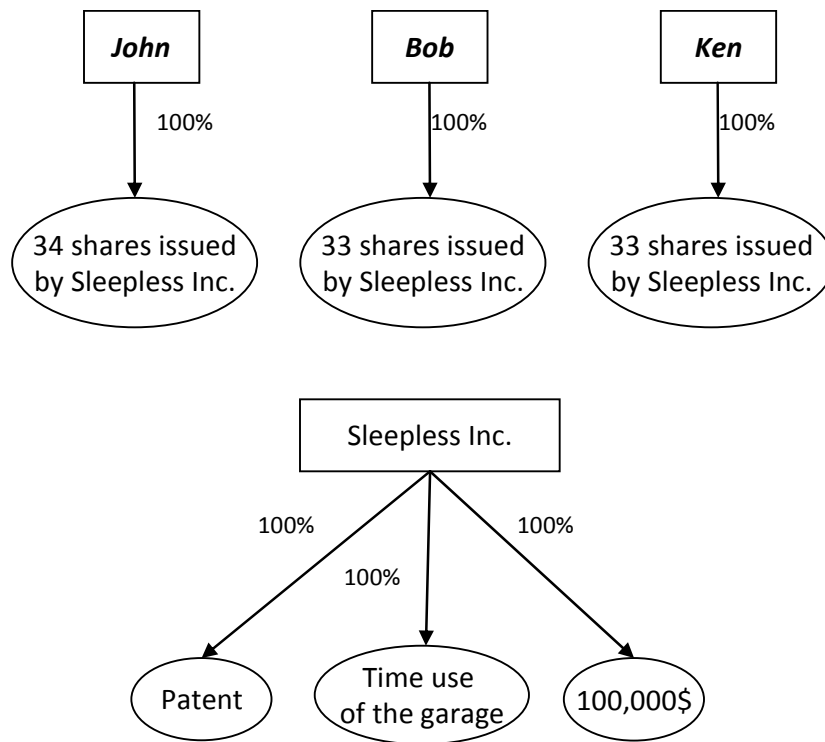 John
Bob
Ken
100%
100%
100%
34 shares issued
by Sleepless Inc.
33 shares issued
by Sleepless Inc.
33 shares issued
by Sleepless Inc.
Sleepless Inc.
100%
100%
100%
Patent
Time use
of the garage
100,000$